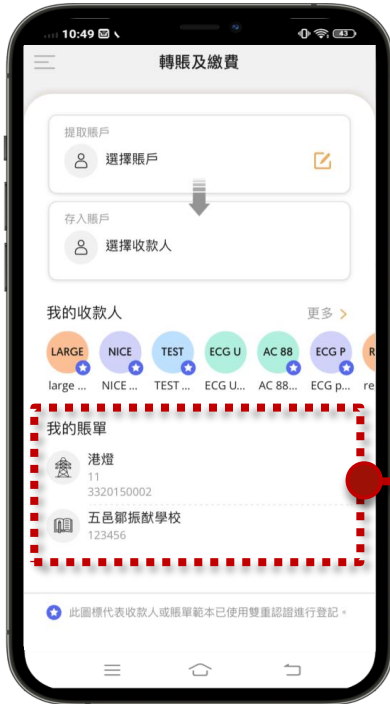 10:49
43
轉賬及繳費
提取賬戶
選擇賬戶
存入賬戶
選擇收款人
我的收款人
更多 >
LARGE NICE TEST ECG U AC 88 ECG P R
large ... NICE ... TEST ... ECG U... AC 88... ECG p... re
我的賬單
港燈
11
3320150002
五邑鄒振猷學校
123456
此圖標代表收款人或賬單範本已使用雙重認證進行登記。